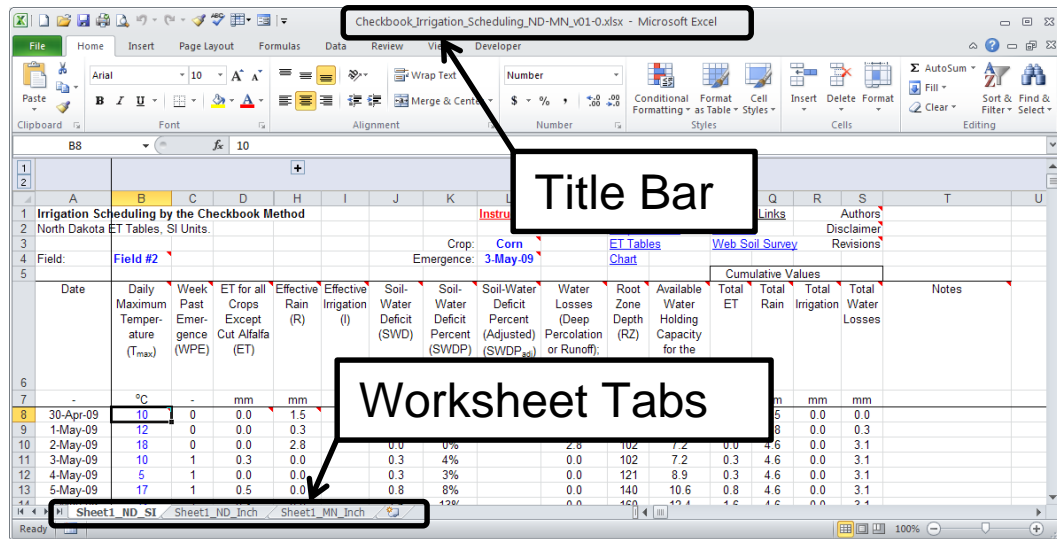 Checkbook_Irrigation_Scheduling_ND-MN_v01-0.xlsx - Microsoft Excel
File Home Insert Page Layout Formulas Data Review Developer
Arial 10 Wrap Text Number Σ AutoSum
Fill
Paste B I U Merge & Cente $ % , Conditional Format Cell Insert Delete Format Clear Sort & Find &
Formatting as Table Styles Filter Select
Clipboard Font Alignment Number Styles Cells Editing
B8 fx 10
1
2
Title Bar
A B C D H I J K L Q R S T U
1 Irrigation Scheduling by the Checkbook Method Instru Links Authors
2 North Dakota ET Tables, SI Units. Disclaimer
3 Crop: Corn ET Tables Web Soil Survey Revisions
4 Field: Field #2 Emergence: 3-May-09 Chart
5 Cumulative Values
Date Daily Week ET for all Effective Effective Soil- Soil- Soil-Water Water Root Available Total Total Total Total Notes
Maximum Past Crops Rain Irrigation Water Water Deficit Losses Zone Water ET Rain Irrigation Water
Temper- Emer- Except (R) (I) Deficit Deficit Percent (Deep Depth Holding Losses
ature gence Cut Alfalfa (SWD) Percent (Adjusted) Percolation (RZ) Capacity
(Tmax) (WPE) (ET) (SWDP) (SWDPadj) or Runoff); for the
6
Worksheet Tabs
7 - °C - mm mm mm mm
8 30-Apr-09 10 0 0.0 1.5 0.0 0.0
9 1-May-09 12 0 0.0 0.3 0.0 0.3
10 2-May-09 18 0 0.0 2.8 0.0 0% 2.8 102 7.2 0.0 4.6 0.0 3.1
11 3-May-09 10 1 0.3 0.0 0.3 4% 0.0 102 7.2 0.3 4.6 0.0 3.1
12 4-May-09 5 1 0.0 0.0 0.3 3% 0.0 121 8.9 0.3 4.6 0.0 3.1
13 5-May-09 17 1 0.5 0.0 0.8 8% 0.0 140 10.6 0.8 4.6 0.0 3.1
Sheet1_ND_SI Sheet1_ND_Inch Sheet1_MN_Inch
Ready 100%